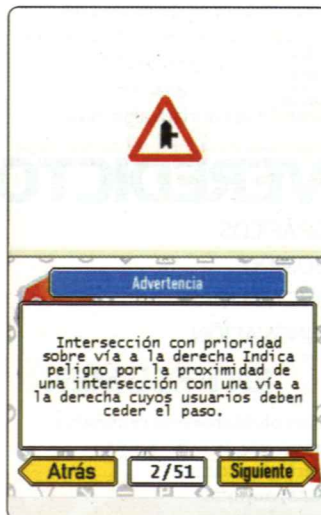 Advertencia
Intersección con prioridad
sobre vía a la derecha Indica
peligro por la proximidad de
una intersección con una vía a
la derecha cuyos usuarios deben
ceder el paso.
Atrás
2/51
Siguiente